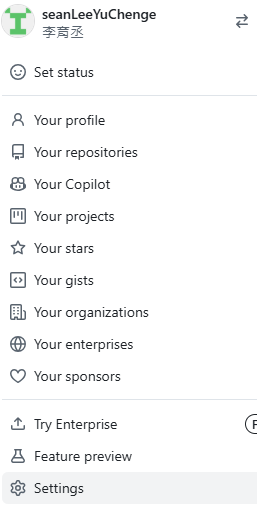 seanLeeYuChenge
李育丞
Set status
Your profile
Your repositories
Your Copilot
Your projects
Your stars
Your gists
Your organizations
Your enterprises
Your sponsors
Try Enterprise
Feature preview
Settings